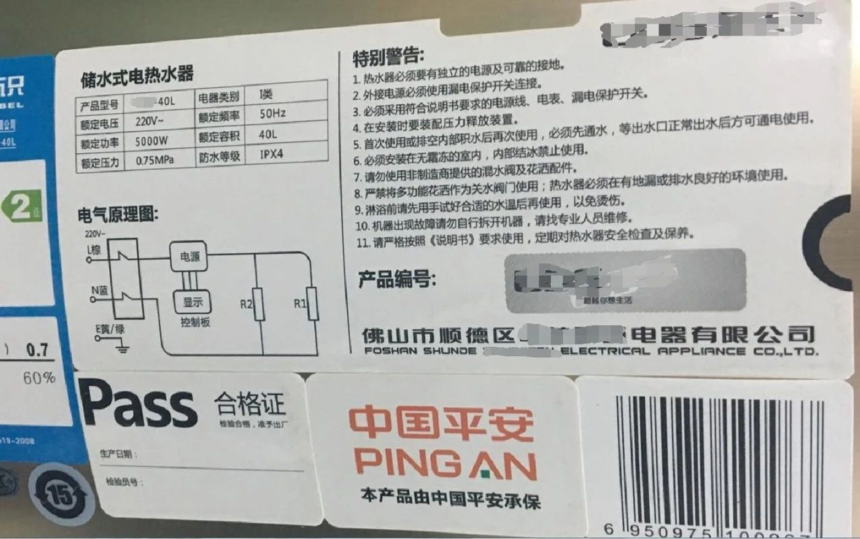 储水式电热水器
产品型号 40L 电器类别 I类
额定电压 220V~ 额定频率 50Hz
额定功率 5000W 额定容积 40L
额定压力 0.75MPa 防水等级 IPX4
电气原理图:
220V~
L棕
N蓝
E黄/绿
电源
显示
控制板
R2
R1
特别警告:
1. 热水器必须要有独立的电源及可靠的接地。
2. 外接电源必须使用漏电保护开关连接。
3. 必须采用符合说明书要求的电源线、电表、漏电保护开关。
4. 在安装时要装配压力释放装置。
5. 首次使用或排空内部积水后再次使用，必须先通水，等出水口正常出水后方可通电使用。
6. 必须安装在无霜冻的室内，内部结冰禁止使用。
7. 请勿使用非制造商提供的混水阀及花洒配件。
8. 严禁将多功能花洒作为关水阀门使用；热水器必须在有地漏或排水良好的环境使用。
9. 淋浴前请先用手试好合适的水温后再使用，以免烫伤。
10. 机器出现故障请勿自行拆开机器，请找专业人员维修。
11. 请严格按照《说明书》要求使用，定期对热水器安全检查及保养。
产品编号:
佛山市顺德区 电器有限公司
FOSHAN SHUNDE ELECTRICAL APPLIANCE CO.,LTD.
识
BEL
公司
40L
2
0.7
60%
2008
15
Pass 合格证
检验合格，准予出厂
生产日期：
检验员号：
中国平安
PING AN
本产品由中国平安承保
6 950975